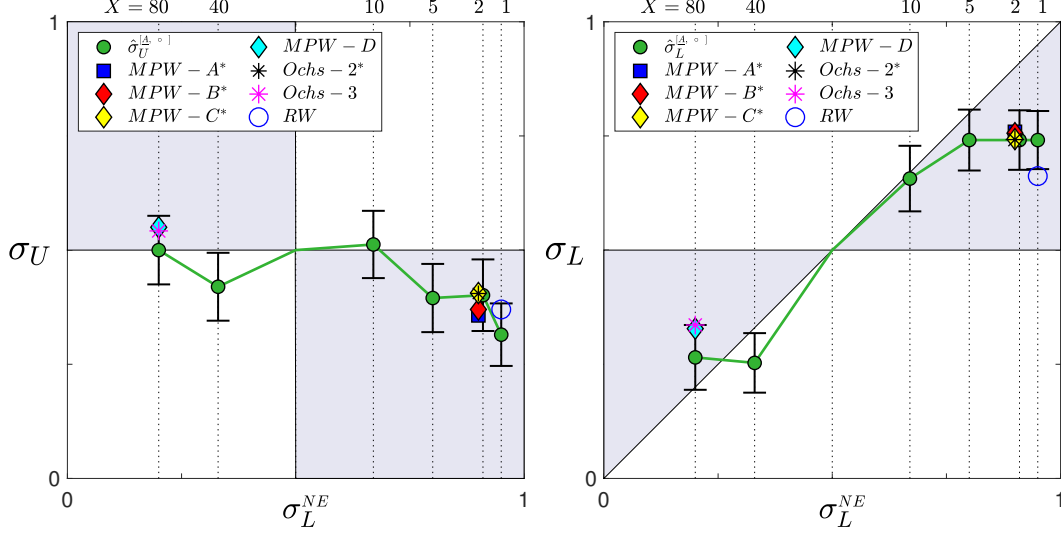 X = 80 40 10 5 2 1
σ̂_U^[A, ∘] MPW − D
MPW − A* Ochs − 2*
MPW − B* Ochs − 3
MPW − C* RW
σ_U
0
0 1
σ_L^NE
1
X = 80 40 10 5 2 1
σ̂_L^[A, ∘] MPW − D
MPW − A* Ochs − 2*
MPW − B* Ochs − 3
MPW − C* RW
σ_L
0
0 1
σ_L^NE
1